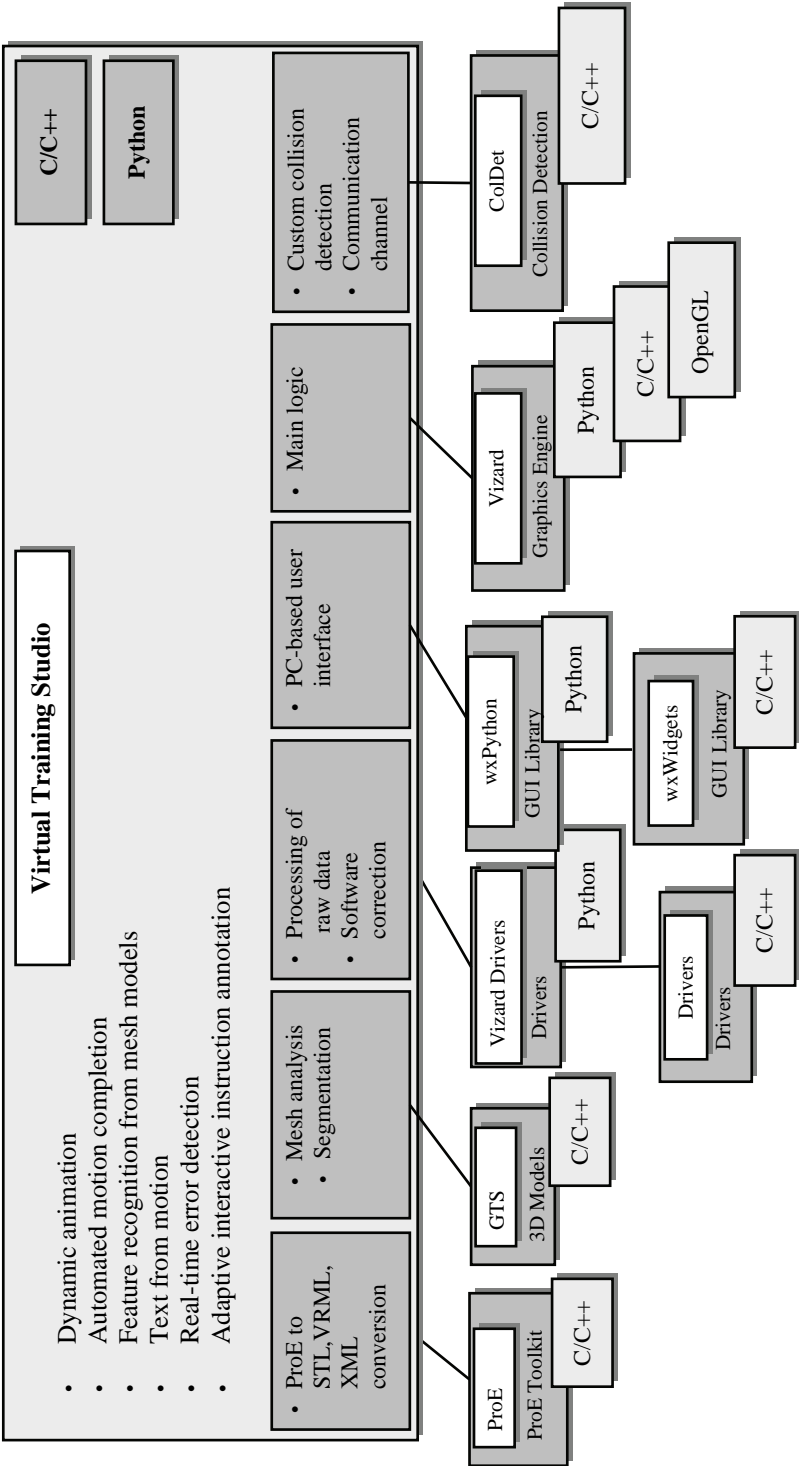 Virtual Training Studio
C/C++
Python
• Dynamic animation
• Automated motion completion
• Feature recognition from mesh models
• Text from motion
• Real-time error detection
• Adaptive interactive instruction annotation
• ProE to
STL,VRML,
XML
conversion
• Mesh analysis
• Segmentation
• Processing of
raw data
• Software
correction
• PC-based user
interface
• Main logic
• Custom collision
detection
• Communication
channel
ProE
ProE Toolkit
C/C++
GTS
3D Models
C/C++
Vizard Drivers
Drivers
Python
Drivers
Drivers
C/C++
wxPython
GUI Library
Python
wxWidgets
GUI Library
C/C++
Vizard
Graphics Engine
Python
C/C++
OpenGL
ColDet
Collision Detection
C/C++